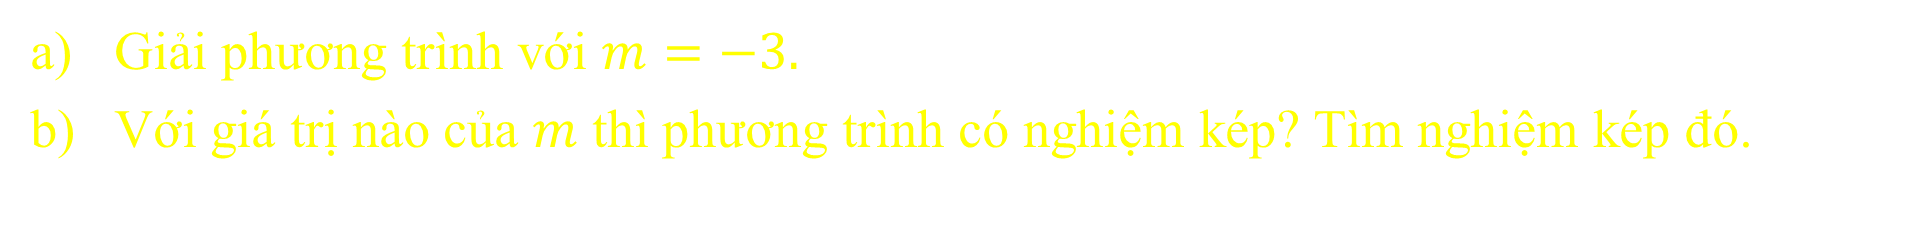 a) Giải phương trình với m = −3.
b) Với giá trị nào của m thì phương trình có nghiệm kép? Tìm nghiệm kép đó.